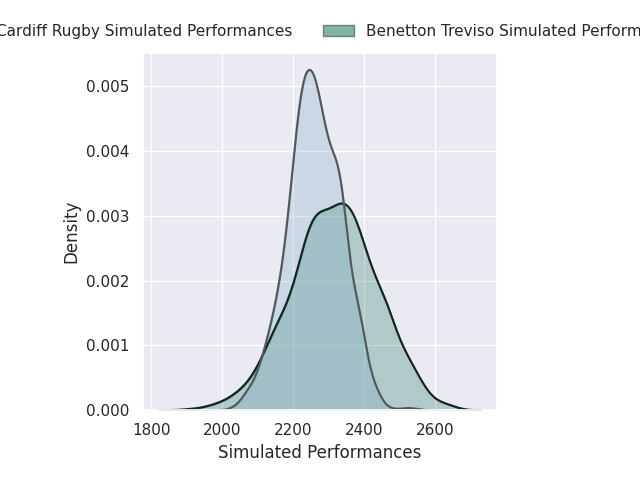 Cardiff Rugby Simulated Performances
Benetton Treviso Simulated Perform
0.005
0.004
0.003
0.002
0.001
0.000
Density
1800 2000 2200 2400 2600
Simulated Performances